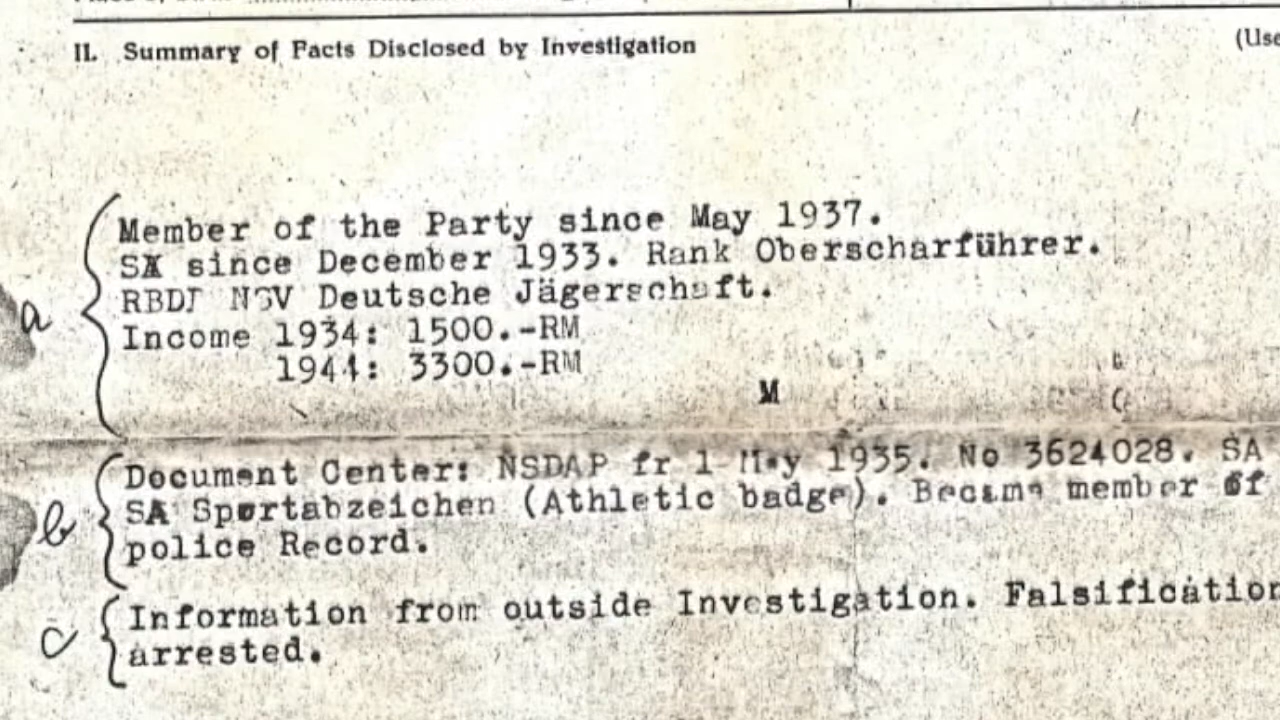 II. Summary of Facts Disclosed by Investigation (Use
Member of the Party since May 1937.
SA since December 1933. Rank Oberscharführer.
RBDJ NSV Deutsche Jägerschaft.
Income 1934: 1500.-RM
1944: 3300.-RM
M
a
Document Center: NSDAP fr 1 May 1935. No 3624028. SA
SA Sportabzeichen (Athletic badge). Became member of
police Record.
b
Information from outside Investigation. Falsification
arrested.
c